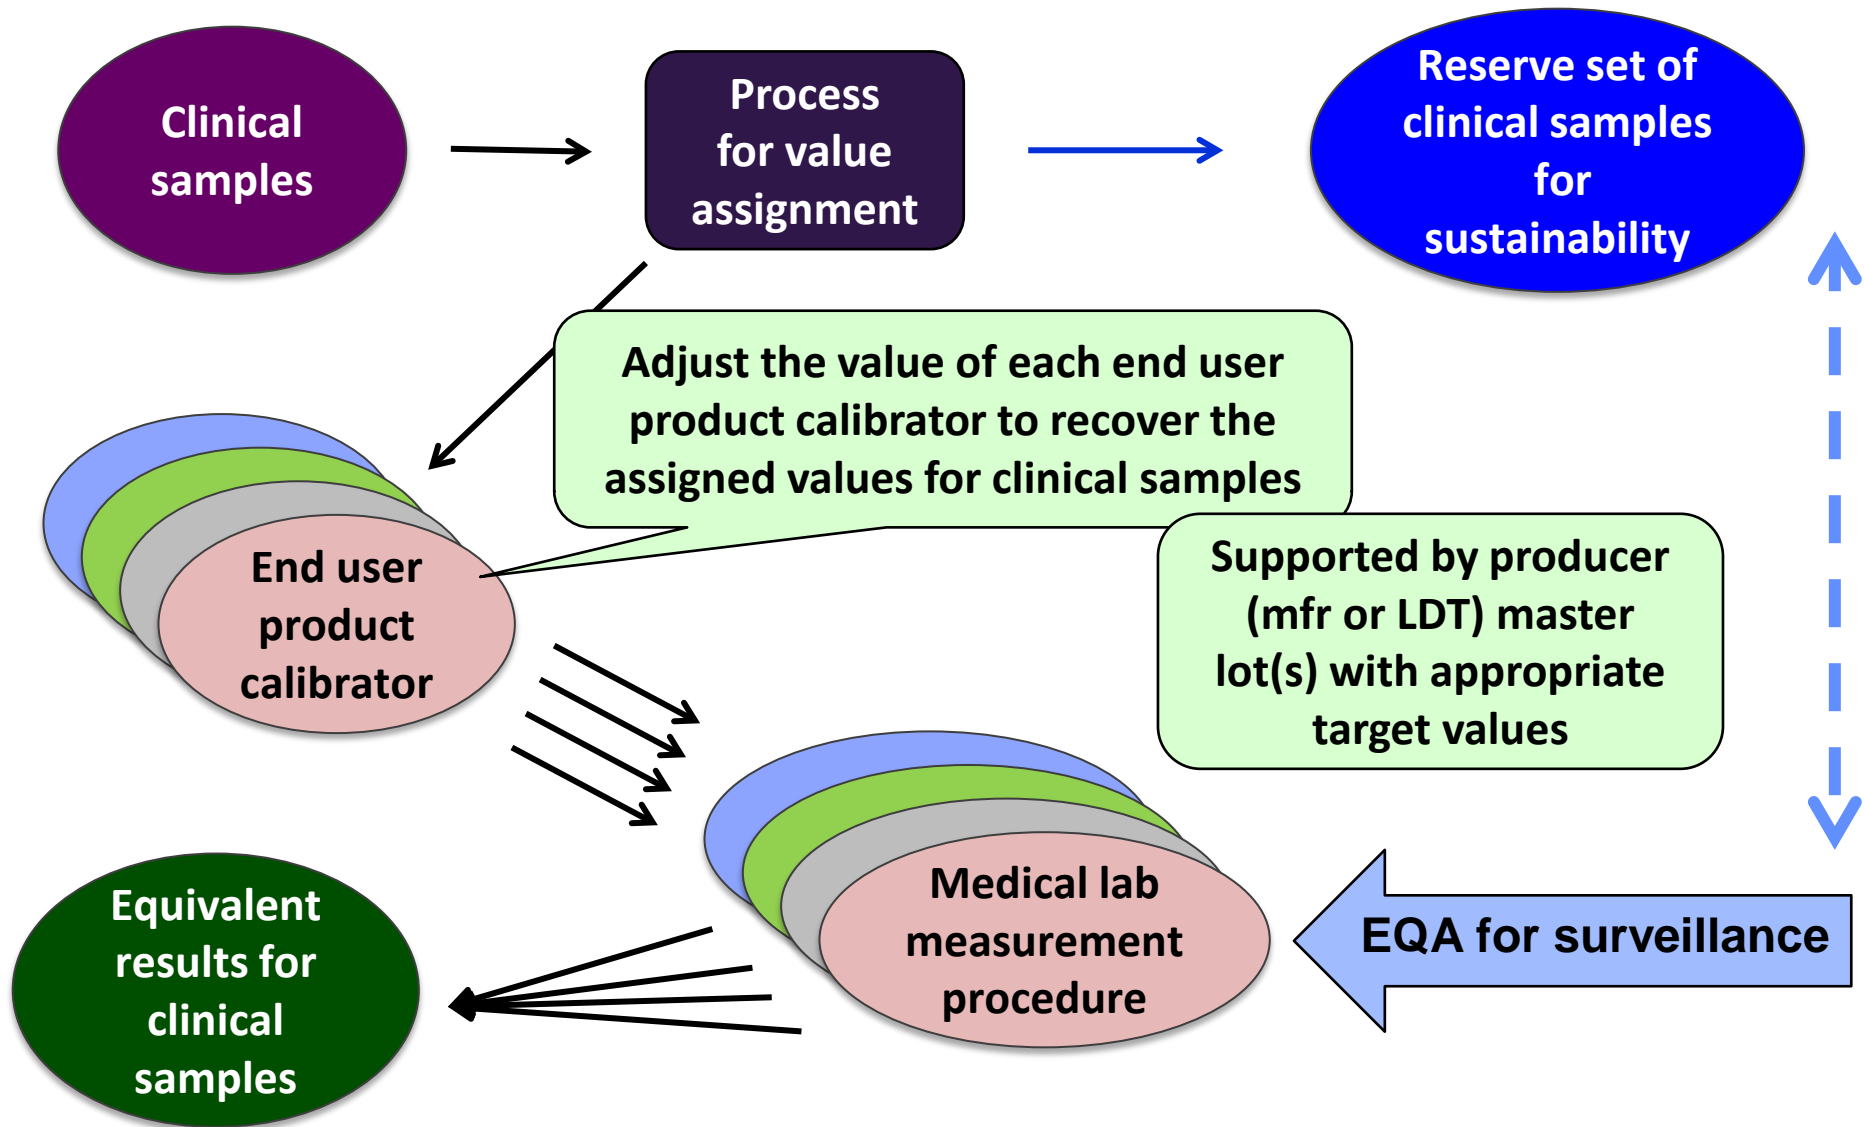 Clinical
samples
Process
for value
assignment
Reserve set of
clinical samples
for
sustainability
Adjust the value of each end user
product calibrator to recover the
assigned values for clinical samples
End user
product
calibrator
Supported by producer
(mfr or LDT) master
lot(s) with appropriate
target values
Medical lab
measurement
procedure
EQA for surveillance
Equivalent
results for
clinical
samples